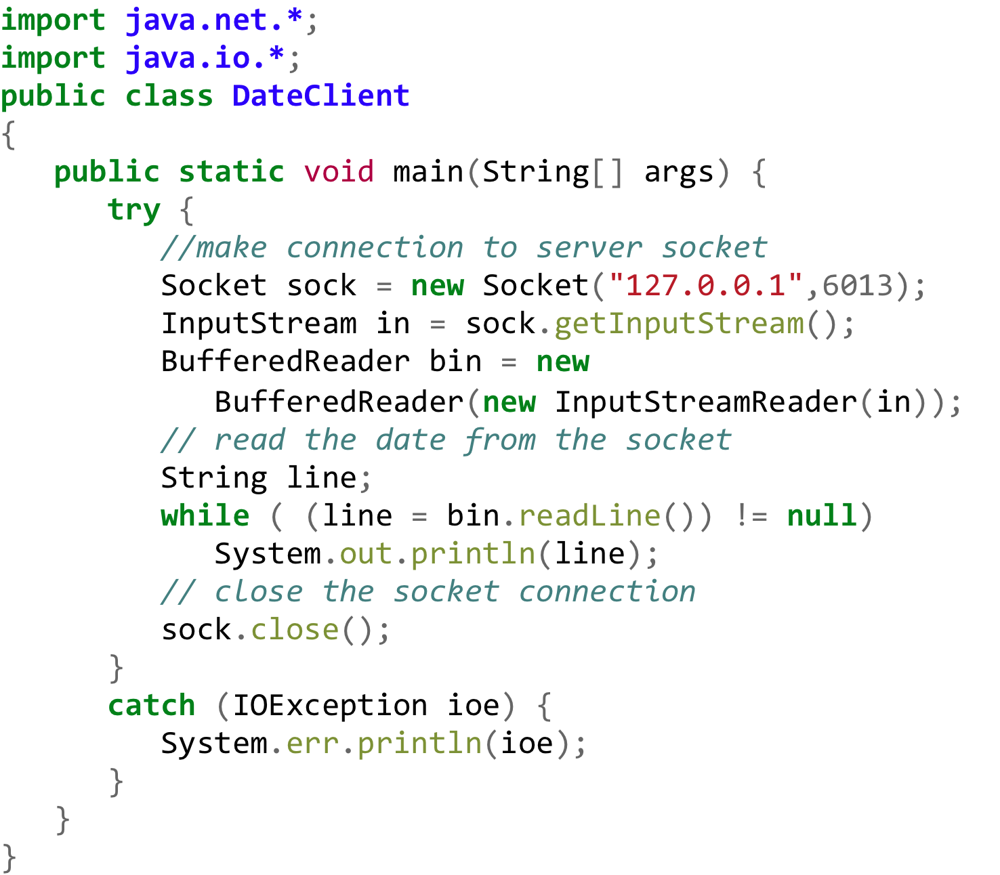 import java.net.*;
import java.io.*;
public class DateClient
{
   public static void main(String[] args) {
      try {
         //make connection to server socket
         Socket sock = new Socket("127.0.0.1",6013);
         InputStream in = sock.getInputStream();
         BufferedReader bin = new
            BufferedReader(new InputStreamReader(in));
         // read the date from the socket
         String line;
         while ( (line = bin.readLine()) != null)
            System.out.println(line);
         // close the socket connection
         sock.close();
      }
      catch (IOException ioe) {
         System.err.println(ioe);
      }
   }
}